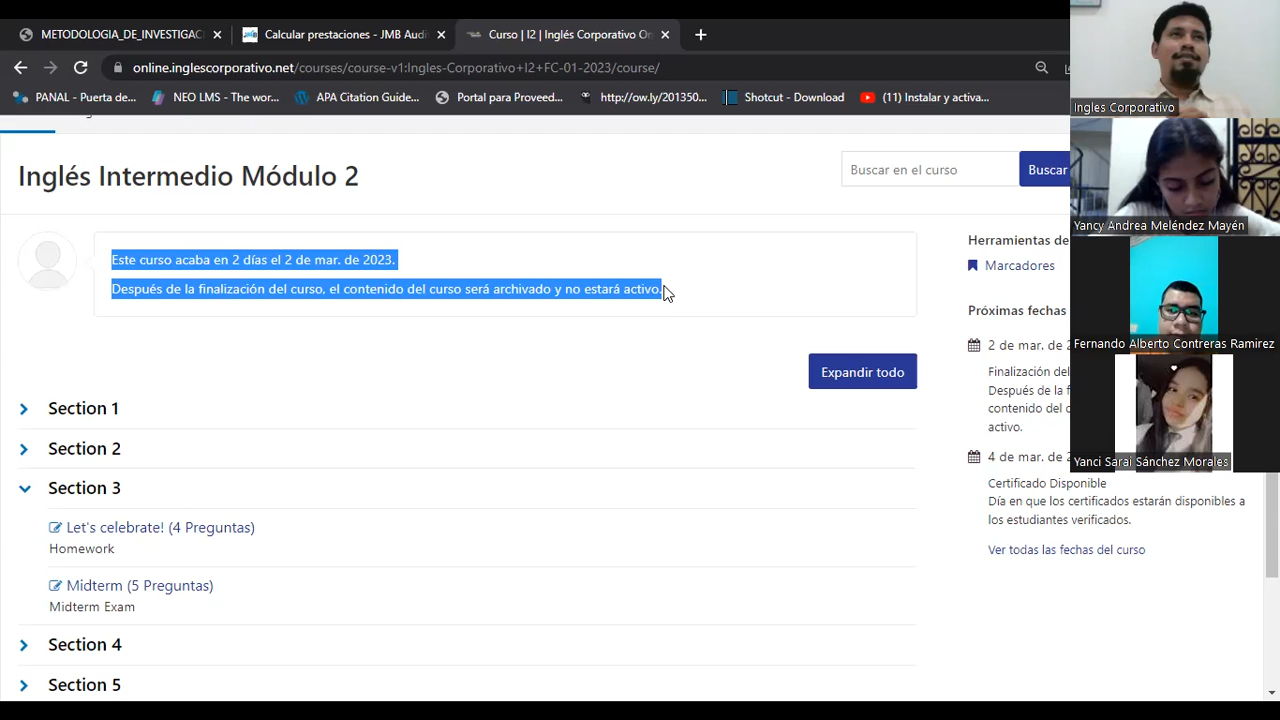 METODOLOGIA_DE_INVESTIGAC
Calcular prestaciones - JMB Audi
Curso | I2 | Inglés Corporativo On
online.inglescorporativo.net/courses/course-v1:Ingles-Corporativo+I2+FC-01-2023/course/
PANAL - Puerta de...
NEO LMS - The wor...
APA Citation Guide...
Portal para Proveed...
http://ow.ly/201350...
Shotcut - Download
(11) Instalar y activa...
Inglés Intermedio Módulo 2
Buscar en el curso
Buscar
Este curso acaba en 2 días el 2 de mar. de 2023.
Después de la finalización del curso, el contenido del curso será archivado y no estará activo.
Expandir todo
Section 1
Section 2
Section 3
Let's celebrate! (4 Preguntas)
Homework
Midterm (5 Preguntas)
Midterm Exam
Section 4
Section 5
Herramientas de
Marcadores
Próximas fechas
2 de mar. de 2
Finalización del
Después de la f
contenido del c
activo.
4 de mar. de 2
Certificado Disponible
Día en que los certificados estarán disponibles a
los estudiantes verificados.
Ver todas las fechas del curso
Ingles Corporativo
Yancy Andrea Meléndez Mayén
Fernando Alberto Contreras Ramirez
Yanci Sarai Sánchez Morales